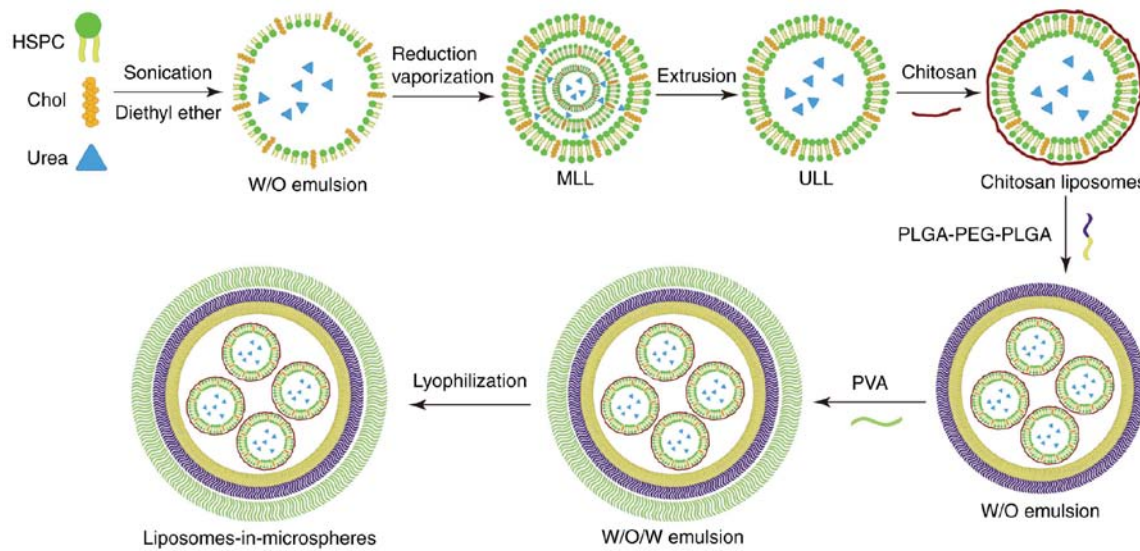 HSPC
Chol
Urea
Sonication
Diethyl ether
W/O emulsion
Reduction
vaporization
MLL
Extrusion
ULL
Chitosan
Chitosan liposomes
PLGA-PEG-PLGA
W/O emulsion
PVA
W/O/W emulsion
Lyophilization
Liposomes-in-microspheres